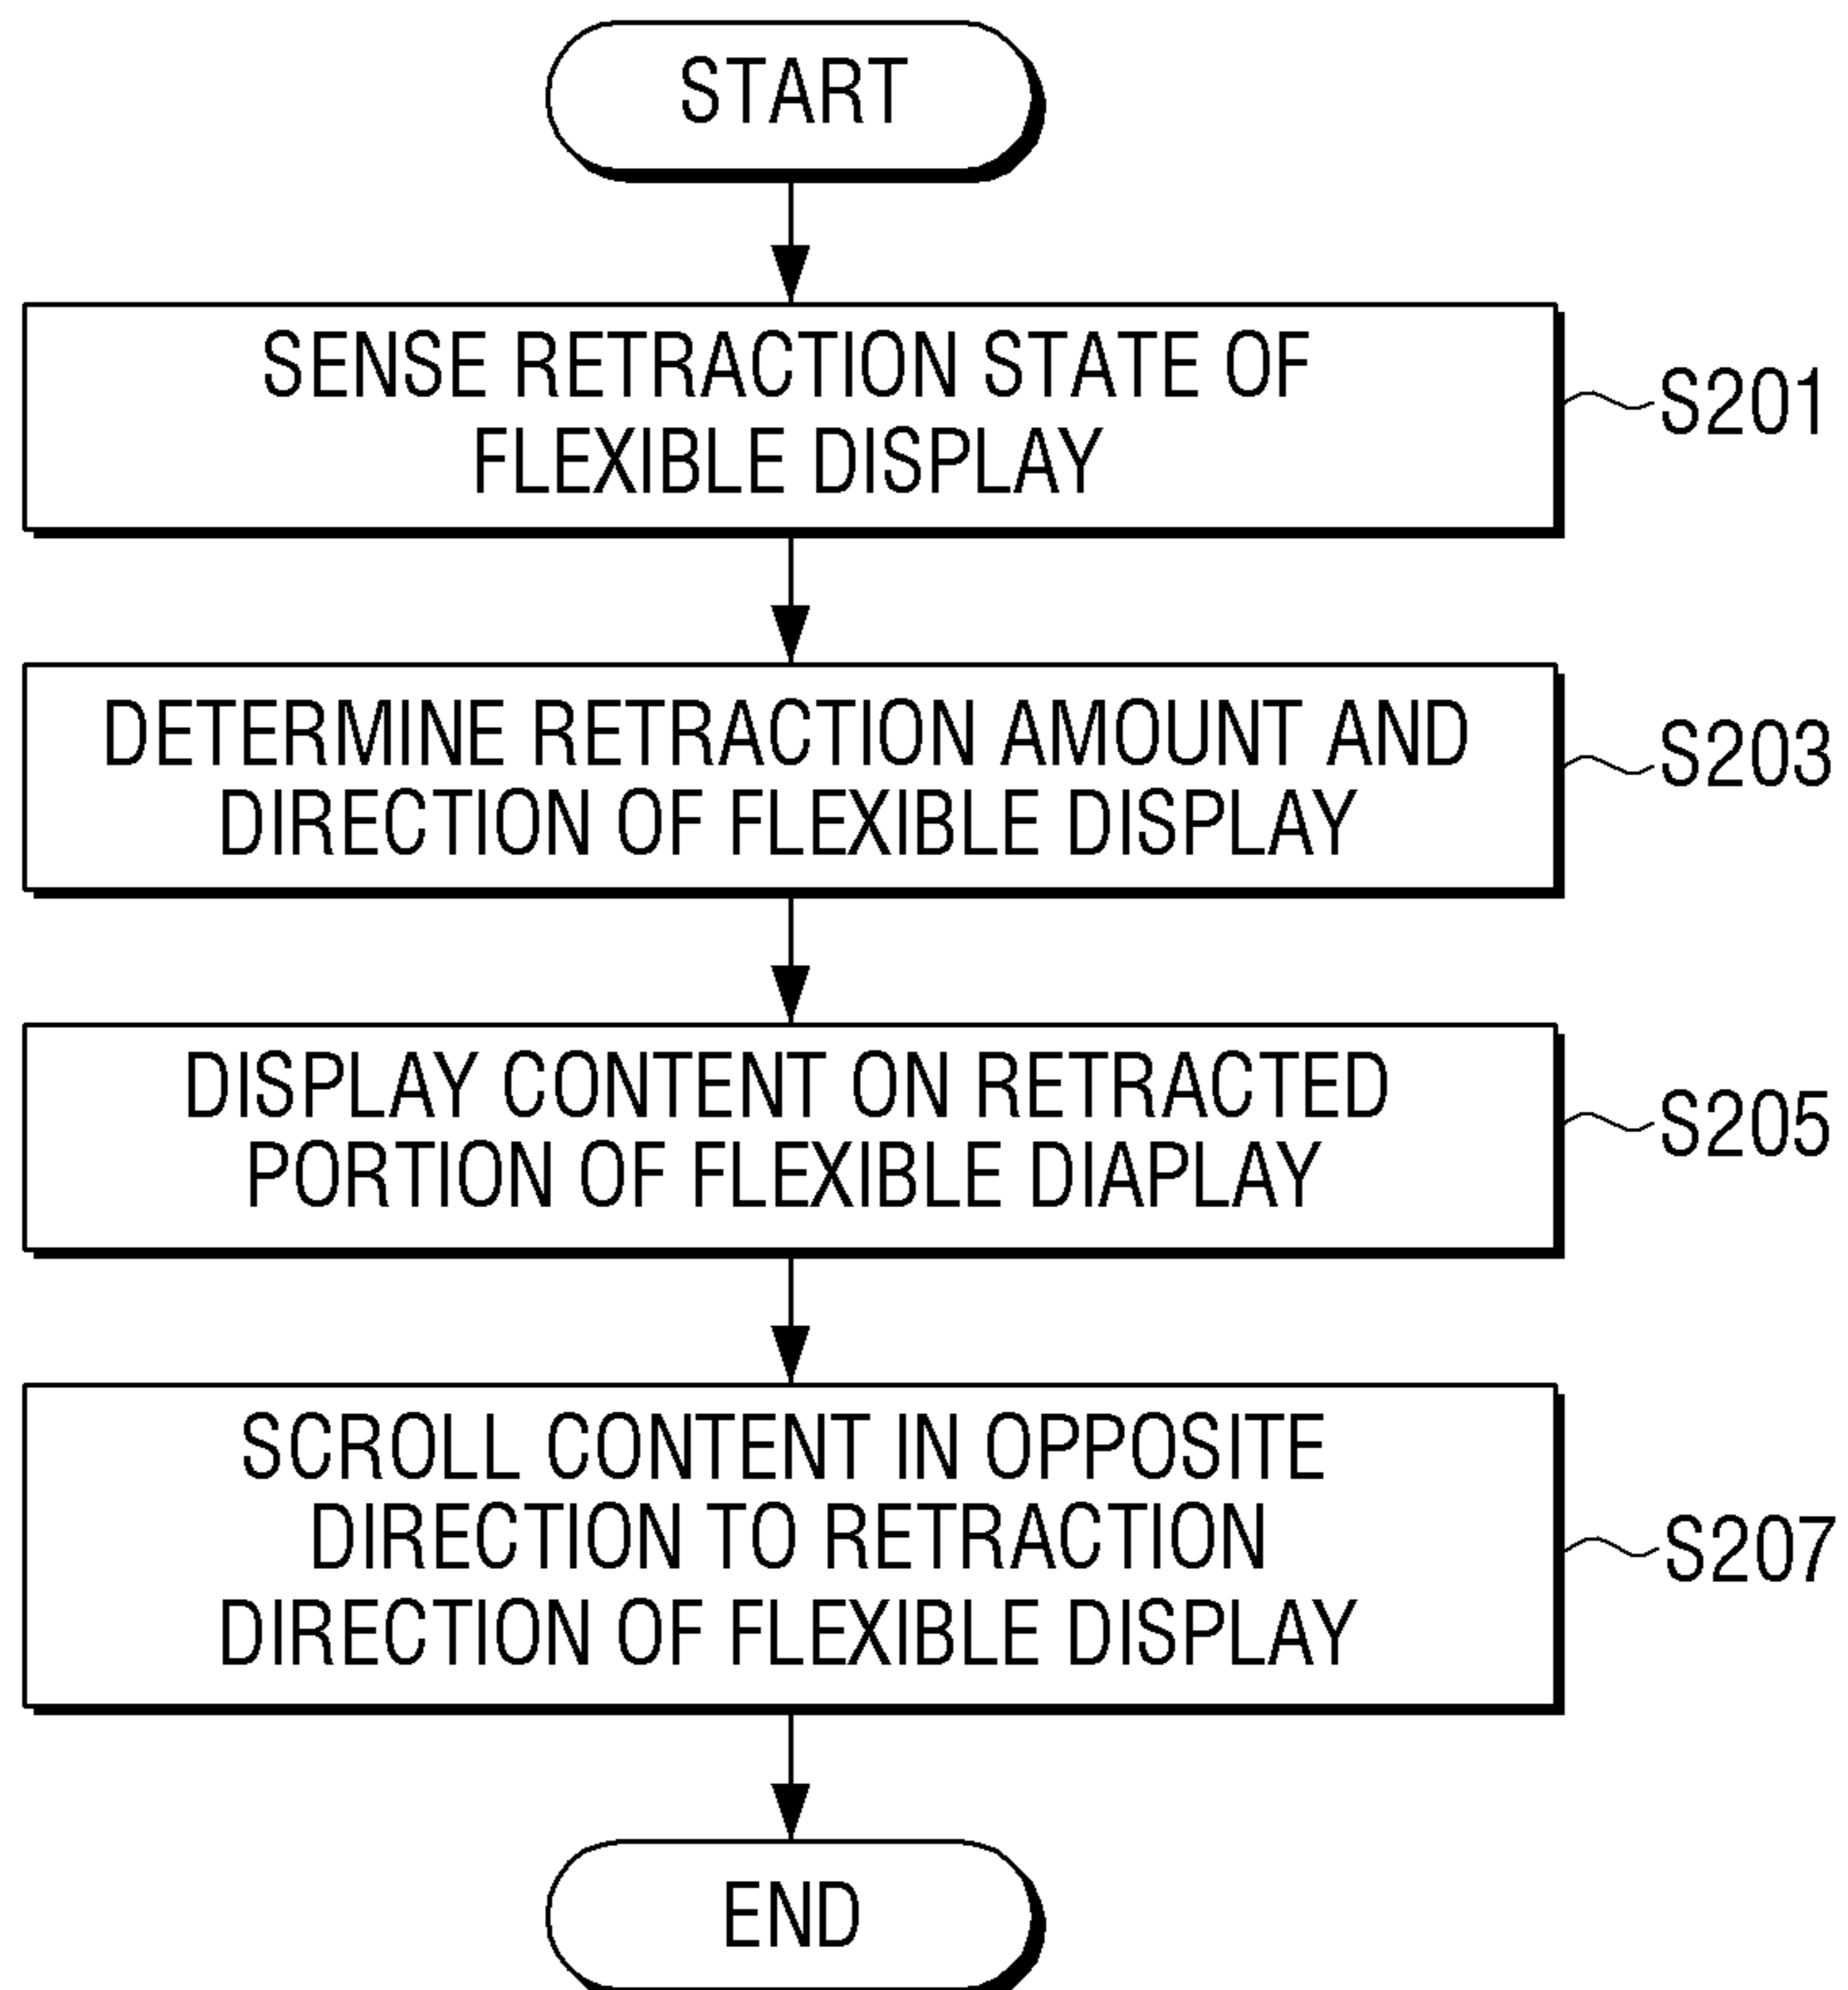 START
SENSE RETRACTION STATE OF
FLEXIBLE DISPLAY
S201
DETERMINE RETRACTION AMOUNT AND
DIRECTION OF FLEXIBLE DISPLAY
S203
DISPLAY CONTENT ON RETRACTED
PORTION OF FLEXIBLE DIAPLAY
S205
SCROLL CONTENT IN OPPOSITE
DIRECTION TO RETRACTION
DIRECTION OF FLEXIBLE DISPLAY
S207
END